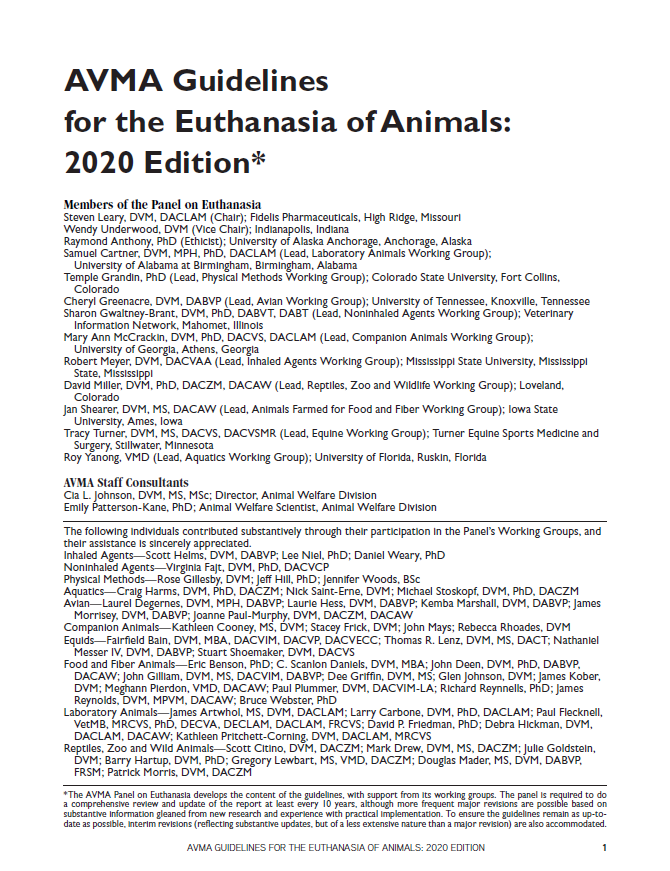 AVMA Guidelines
for the Euthanasia of Animals:
2020 Edition*
Members of the Panel on Euthanasia
Steven Leary, DVM, DACLAM (Chair); Fidelis Pharmaceuticals, High Ridge, Missouri
Wendy Underwood, DVM (Vice Chair); Indianapolis, Indiana
Raymond Anthony, PhD (Ethicist); University of Alaska Anchorage, Anchorage, Alaska
Samuel Cartner, DVM, MPH, PhD, DACLAM (Lead, Laboratory Animals Working Group);
University of Alabama at Birmingham, Birmingham, Alabama
Temple Grandin, PhD (Lead, Physical Methods Working Group); Colorado State University, Fort Collins,
Colorado
Cheryl Greenacre, DVM, DABVP (Lead, Avian Working Group); University of Tennessee, Knoxville, Tennessee
Sharon Gwaltney-Brant, DVM, PhD, DABVT, DABT (Lead, Noninhaled Agents Working Group); Veterinary
Information Network, Mahomet, Illinois
Mary Ann McCrackin, DVM, PhD, DACVS, DACLAM (Lead, Companion Animals Working Group);
University of Georgia, Athens, Georgia
Robert Meyer, DVM, DACVAA (Lead, Inhaled Agents Working Group); Mississippi State University, Mississippi
State, Mississippi
David Miller, DVM, PhD, DACZM, DACAW (Lead, Reptiles, Zoo and Wildlife Working Group); Loveland,
Colorado
Jan Shearer, DVM, MS, DACAW (Lead, Animals Farmed for Food and Fiber Working Group); Iowa State
University, Ames, Iowa
Tracy Turner, DVM, MS, DACVS, DACVSMR (Lead, Equine Working Group); Turner Equine Sports Medicine and
Surgery, Stillwater, Minnesota
Roy Yanong, VMD (Lead, Aquatics Working Group); University of Florida, Ruskin, Florida
AVMA Staff Consultants
Cia L. Johnson, DVM, MS, MSc; Director, Animal Welfare Division
Emily Patterson-Kane, PhD; Animal Welfare Scientist, Animal Welfare Division
The following individuals contributed substantively through their participation in the Panel's Working Groups, and
their assistance is sincerely appreciated.
Inhaled Agents—Scott Helms, DVM, DABVP; Lee Niel, PhD; Daniel Weary, PhD
Noninhaled Agents—Virginia Fajt, DVM, PhD, DACVCP
Physical Methods—Rose Gillesby, DVM; Jeff Hill, PhD; Jennifer Woods, BSc
Aquatics—Craig Harms, DVM, PhD, DACZM; Nick Saint-Erne, DVM; Michael Stoskopf, DVM, PhD, DACZM
Avian—Laurel Degernes, DVM, MPH, DABVP; Laurie Hess, DVM, DABVP; Kemba Marshall, DVM, DABVP; James
Morrisey, DVM, DABVP; Joanne Paul-Murphy, DVM, DACZM, DACAW
Companion Animals—Kathleen Cooney, MS, DVM; Stacey Frick, DVM; John Mays; Rebecca Rhoades, DVM
Equids—Fairfield Bain, DVM, MBA, DACVIM, DACVP, DACVECC; Thomas R. Lenz, DVM, MS, DACT; Nathaniel
Messer IV, DVM, DABVP; Stuart Shoemaker, DVM, DACVS
Food and Fiber Animals—Eric Benson, PhD; C. Scanlon Daniels, DVM, MBA; John Deen, DVM, PhD, DABVP,
DACAW; John Gilliam, DVM, MS, DACVIM, DABVP; Dee Griffin, DVM, MS; Glen Johnson, DVM; James Kober,
DVM; Meghann Pierdon, VMD, DACAW; Paul Plummer, DVM, DACVIM-LA; Richard Reynnells, PhD; James
Reynolds, DVM, MPVM, DACAW; Bruce Webster, PhD
Laboratory Animals—James Artwhol, MS, DVM, DACLAM; Larry Carbone, DVM, PhD, DACLAM; Paul Flecknell,
VetMB, MRCVS, PhD, DECVA, DECLAM, DACLAM, FRCVS; David P. Friedman, PhD; Debra Hickman, DVM,
DACLAM, DACAW; Kathleen Pritchett-Corning, DVM, DACLAM, MRCVS
Reptiles, Zoo and Wild Animals—Scott Citino, DVM, DACZM; Mark Drew, DVM, MS, DACZM; Julie Goldstein,
DVM; Barry Hartup, DVM, PhD; Gregory Lewbart, MS, VMD, DACZM; Douglas Mader, MS, DVM, DABVP,
FRSM; Patrick Morris, DVM, DACZM
*The AVMA Panel on Euthanasia develops the content of the guidelines, with support from its working groups. The panel is required to do
a comprehensive review and update of the report at least every 10 years, although more frequent major revisions are possible based on
substantive information gleaned from new research and experience with practical implementation. To ensure the guidelines remain as up-to-
date as possible, interim revisions (reflecting substantive updates, but of a less extensive nature than a major revision) are also accommodated.
AVMA GUIDELINES FOR THE EUTHANASIA OF ANIMALS: 2020 EDITION 1